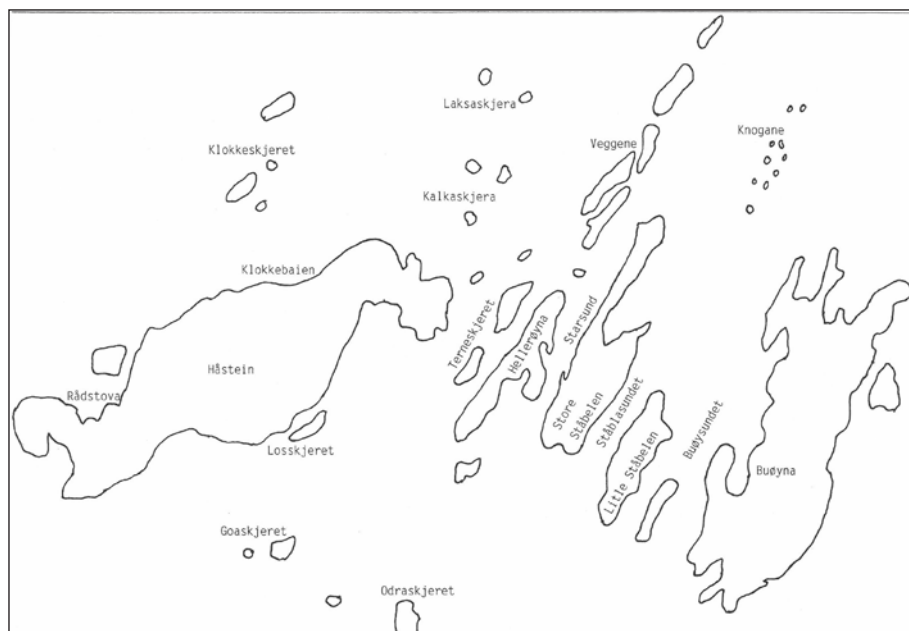 Laksaskjera
Klokkeskjeret
Veggene
Knogane
Kalkaskjera
Klokkebaien
Terneskjeret
Hellerøyna
Starsund
Håstein
Rådstova
Store
Ståbelen
Ståblasundet
Litle Ståbelen
Buøysundet
Losskjeret
Buøyna
Goaskjeret
Odraskjeret